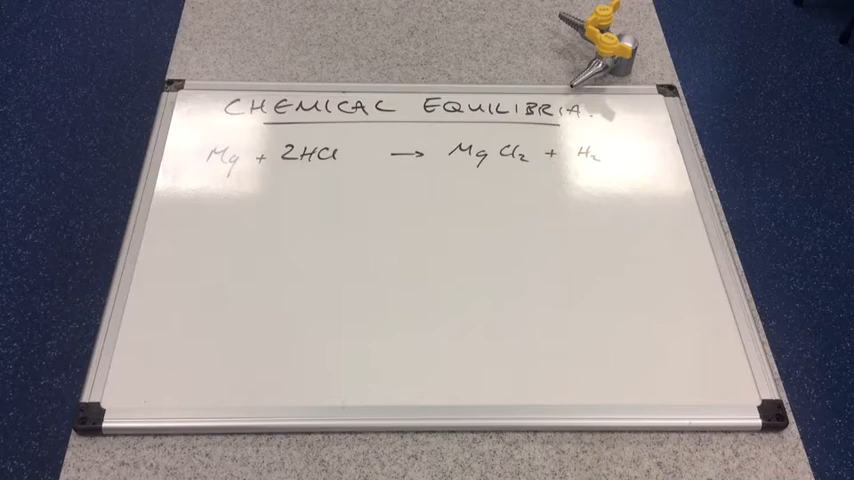 CHEMICAL EQUILIBRIA.
Mg + 2HCl → MgCl₂ + H₂